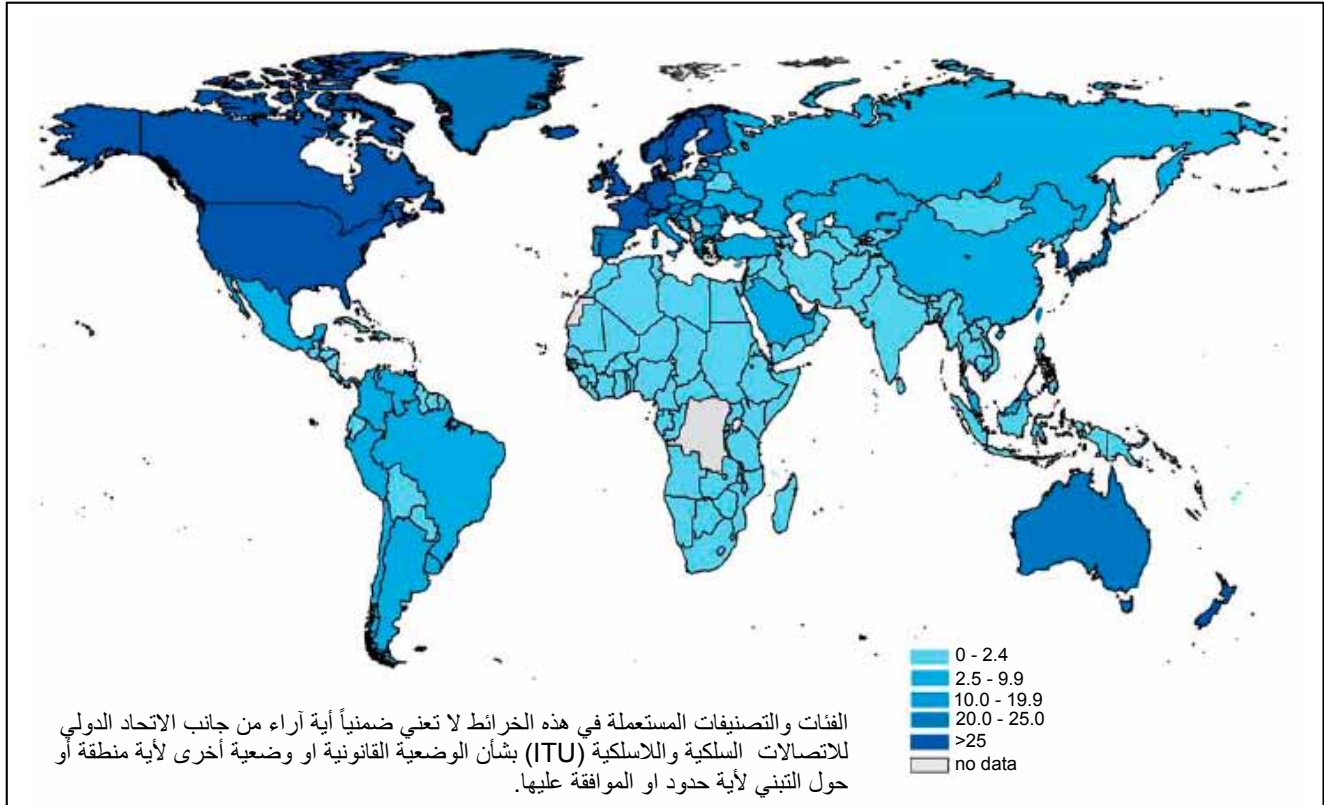 0 - 2.4
2.5 - 9.9
10.0 - 19.9
20.0 - 25.0
>25
no data
الفئات والتصنيفات المستعملة في هذه الخرائط لا تعني ضمنياً أية آراء من جانب الاتحاد الدولي
للاتصالات السلكية واللاسلكية (ITU) بشأن الوضعية القانونية او وضعية أخرى لأية منطقة أو
حول التبني لأية حدود او الموافقة عليها.